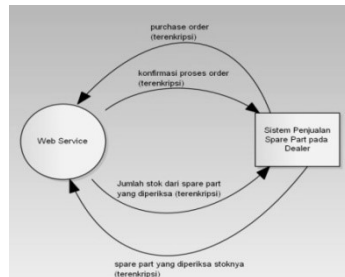 purchase order
(terenkripsi)
konfirmasi proses order
(terenkripsi)
Web Service
Sistem Penjualan
Spare Part pada
Dealer
Jumlah stok dari spare part
yang diperiksa (terenkripsi)
spare part yang diperiksa stoknya
(terenkripsi)